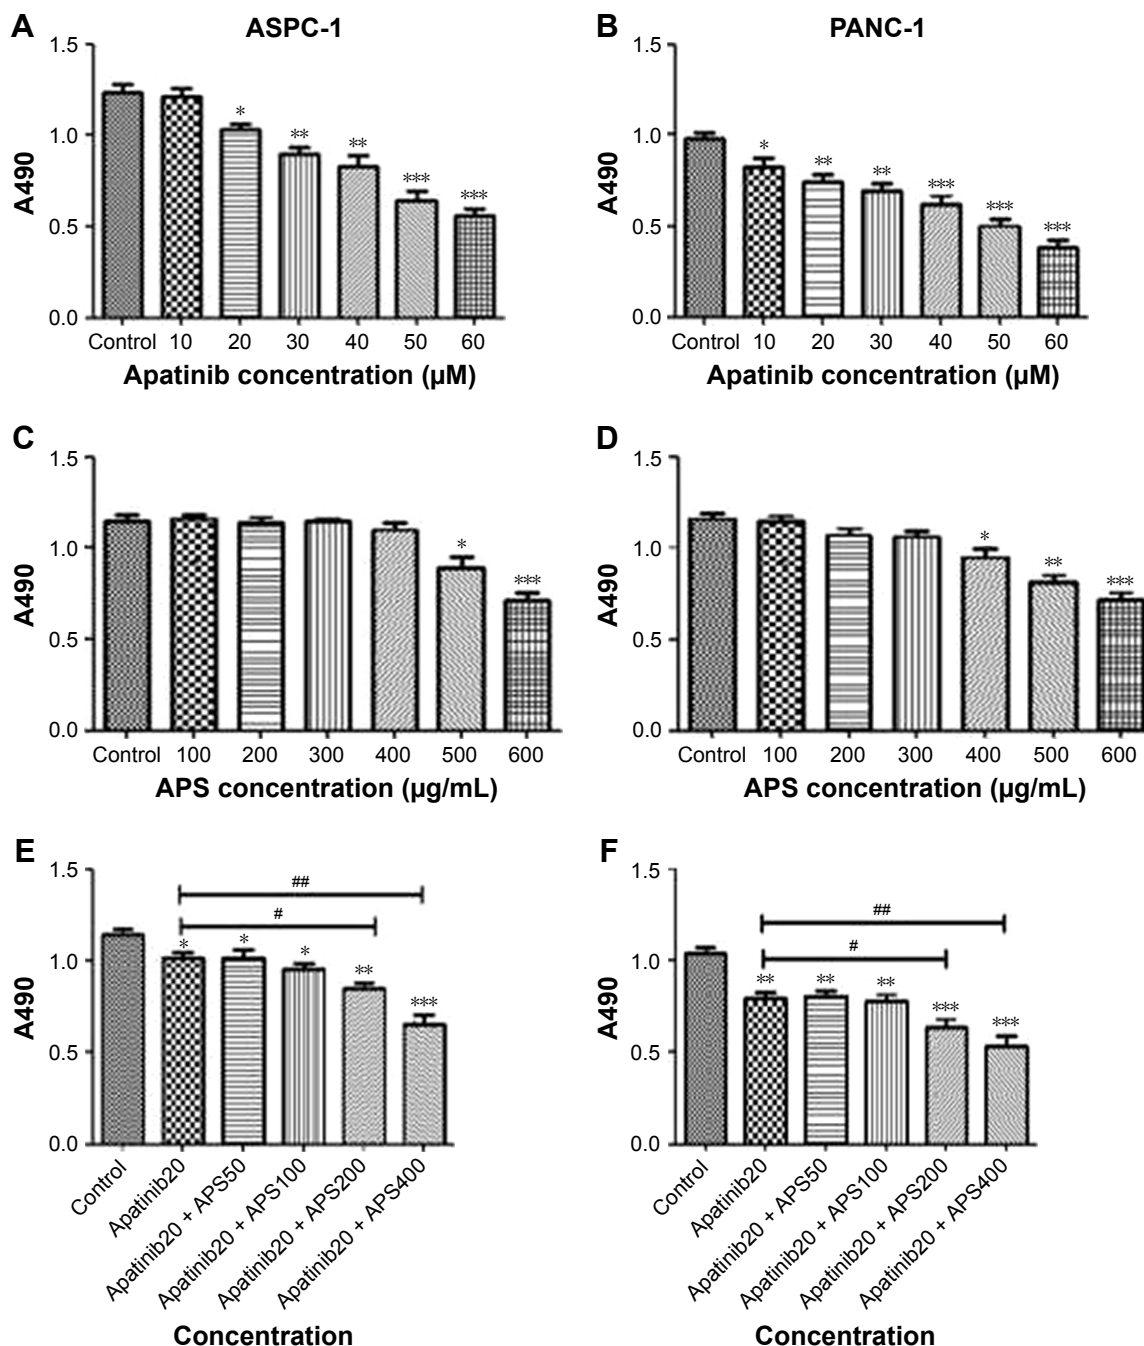 A
ASPC-1
1.5
1.0
0.5
0.0
A490
*
**
**
***
***
Control 10 20 30 40 50 60
Apatinib concentration (µM)
B
PANC-1
1.5
1.0
0.5
0.0
A490
*
**
**
***
***
***
Control 10 20 30 40 50 60
Apatinib concentration (µM)
C
1.5
1.0
0.5
0.0
A490
*
***
Control 100 200 300 400 500 600
APS concentration (µg/mL)
D
1.5
1.0
0.5
0.0
A490
*
**
***
Control 100 200 300 400 500 600
APS concentration (µg/mL)
E
1.5
1.0
0.5
0.0
A490
##
#
*
*
*
**
***
Control
Apatinib20
Apatinib20 + APS50
Apatinib20 + APS100
Apatinib20 + APS200
Apatinib20 + APS400
Concentration
F
1.5
1.0
0.5
0.0
A490
##
#
**
**
**
***
***
Control
Apatinib20
Apatinib20 + APS50
Apatinib20 + APS100
Apatinib20 + APS200
Apatinib20 + APS400
Concentration